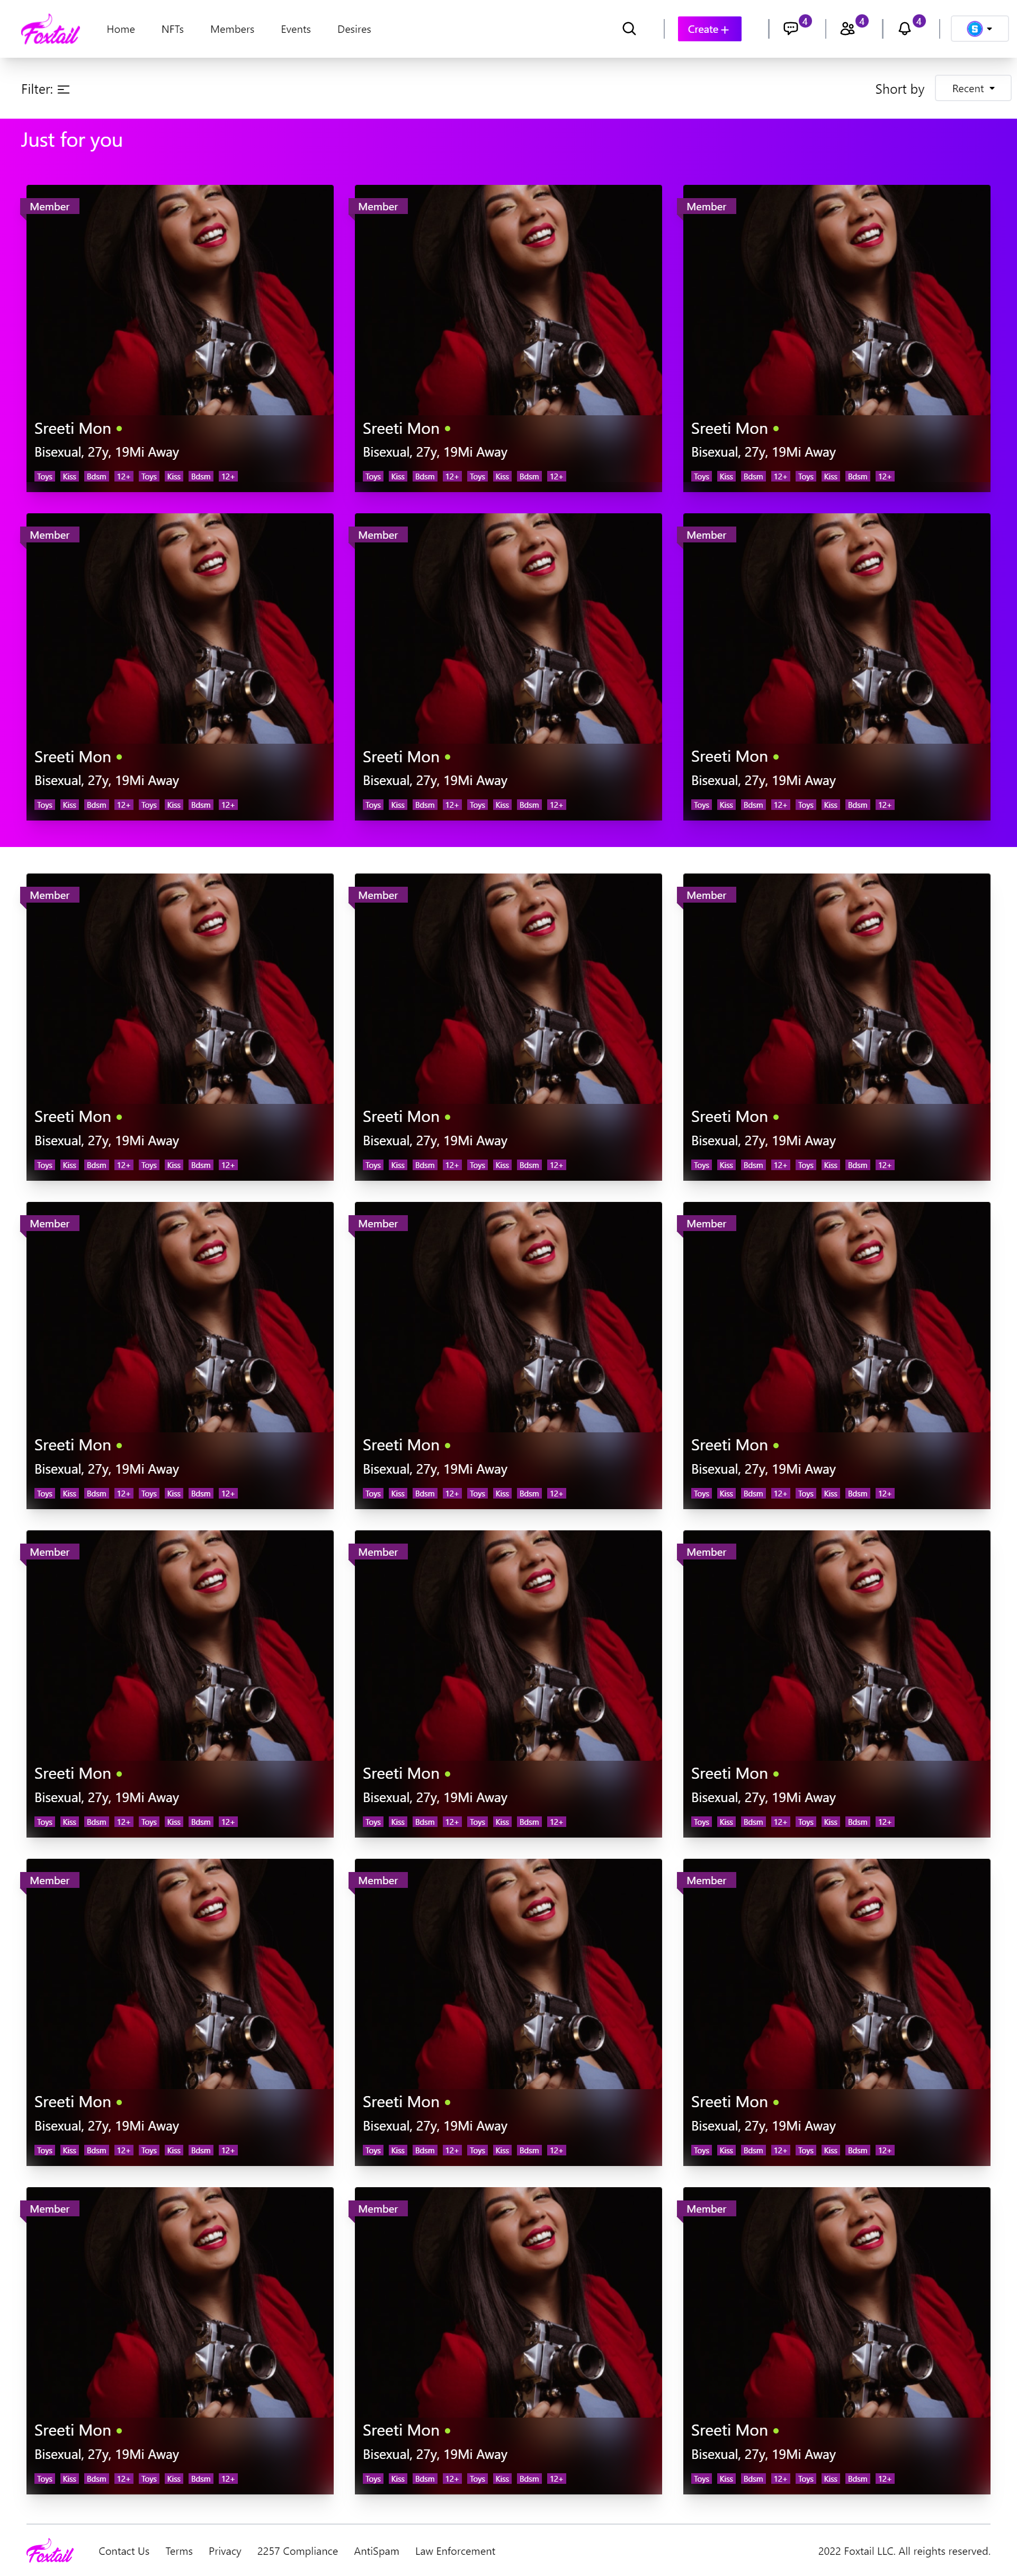 Foxtail Home NFTs Members Events Desires Create + 4 4 4 S
Filter: Short by Recent
Just for you
Member Member Member
Sreeti Mon Sreeti Mon Sreeti Mon
Bisexual, 27y, 19Mi Away Bisexual, 27y, 19Mi Away Bisexual, 27y, 19Mi Away
Toys Kiss Bdsm 12+ Toys Kiss Bdsm 12+ Toys Kiss Bdsm 12+ Toys Kiss Bdsm 12+ Toys Kiss Bdsm 12+ Toys Kiss Bdsm 12+
Member Member Member
Sreeti Mon Sreeti Mon Sreeti Mon
Bisexual, 27y, 19Mi Away Bisexual, 27y, 19Mi Away Bisexual, 27y, 19Mi Away
Toys Kiss Bdsm 12+ Toys Kiss Bdsm 12+ Toys Kiss Bdsm 12+ Toys Kiss Bdsm 12+ Toys Kiss Bdsm 12+ Toys Kiss Bdsm 12+
Member Member Member
Sreeti Mon Sreeti Mon Sreeti Mon
Bisexual, 27y, 19Mi Away Bisexual, 27y, 19Mi Away Bisexual, 27y, 19Mi Away
Toys Kiss Bdsm 12+ Toys Kiss Bdsm 12+ Toys Kiss Bdsm 12+ Toys Kiss Bdsm 12+ Toys Kiss Bdsm 12+ Toys Kiss Bdsm 12+
Member Member Member
Sreeti Mon Sreeti Mon Sreeti Mon
Bisexual, 27y, 19Mi Away Bisexual, 27y, 19Mi Away Bisexual, 27y, 19Mi Away
Toys Kiss Bdsm 12+ Toys Kiss Bdsm 12+ Toys Kiss Bdsm 12+ Toys Kiss Bdsm 12+ Toys Kiss Bdsm 12+ Toys Kiss Bdsm 12+
Member Member Member
Sreeti Mon Sreeti Mon Sreeti Mon
Bisexual, 27y, 19Mi Away Bisexual, 27y, 19Mi Away Bisexual, 27y, 19Mi Away
Toys Kiss Bdsm 12+ Toys Kiss Bdsm 12+ Toys Kiss Bdsm 12+ Toys Kiss Bdsm 12+ Toys Kiss Bdsm 12+ Toys Kiss Bdsm 12+
Member Member Member
Sreeti Mon Sreeti Mon Sreeti Mon
Bisexual, 27y, 19Mi Away Bisexual, 27y, 19Mi Away Bisexual, 27y, 19Mi Away
Toys Kiss Bdsm 12+ Toys Kiss Bdsm 12+ Toys Kiss Bdsm 12+ Toys Kiss Bdsm 12+ Toys Kiss Bdsm 12+ Toys Kiss Bdsm 12+
Member Member Member
Sreeti Mon Sreeti Mon Sreeti Mon
Bisexual, 27y, 19Mi Away Bisexual, 27y, 19Mi Away Bisexual, 27y, 19Mi Away
Toys Kiss Bdsm 12+ Toys Kiss Bdsm 12+ Toys Kiss Bdsm 12+ Toys Kiss Bdsm 12+ Toys Kiss Bdsm 12+ Toys Kiss Bdsm 12+
Foxtail Contact Us Terms Privacy 2257 Compliance AntiSpam Law Enforcement 2022 Foxtail LLC. All reights reserved.